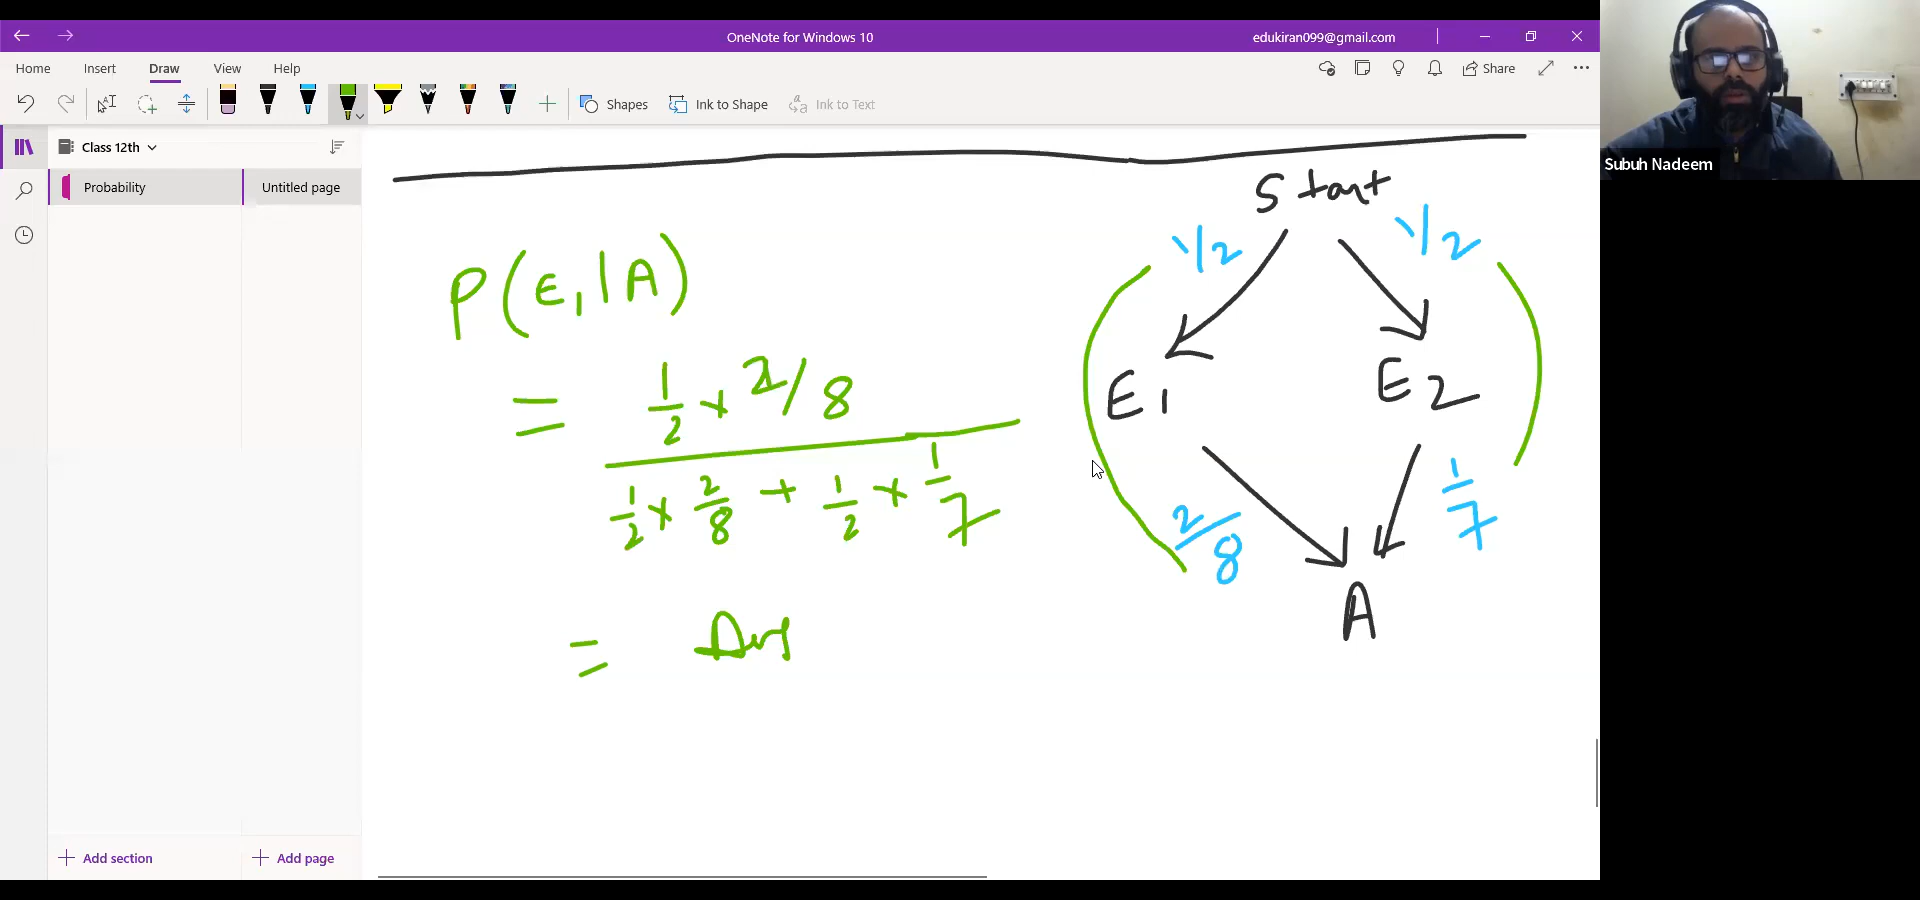 OneNote for Windows 10
edukiran099@gmail.com
Home Insert Draw View Help
Share
Shapes Ink to Shape Ink to Text
Class 12th
Probability
Untitled page
Subuh Nadeem
Start
1/2 1/2
P(E1|A)
E1 E2
= 1/2 × 2/8
1/2 × 2/8 + 1/2 × 1/7
2/8 1/7
A
= Ans
Add section
Add page